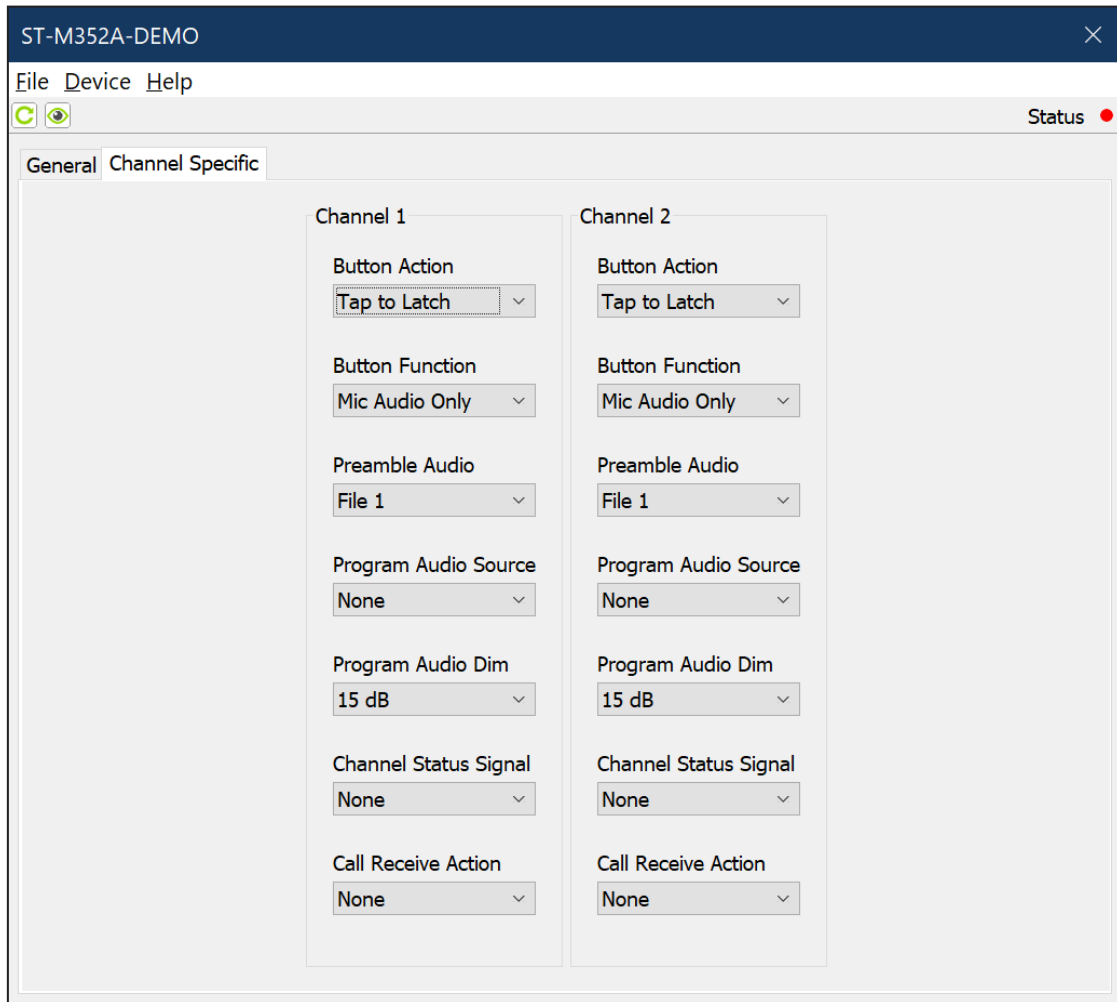 ST-M352A-DEMO
File Device Help
Status
General Channel Specific
Channel 1
Button Action
Tap to Latch
Button Function
Mic Audio Only
Preamble Audio
File 1
Program Audio Source
None
Program Audio Dim
15 dB
Channel Status Signal
None
Call Receive Action
None
Channel 2
Button Action
Tap to Latch
Button Function
Mic Audio Only
Preamble Audio
File 1
Program Audio Source
None
Program Audio Dim
15 dB
Channel Status Signal
None
Call Receive Action
None